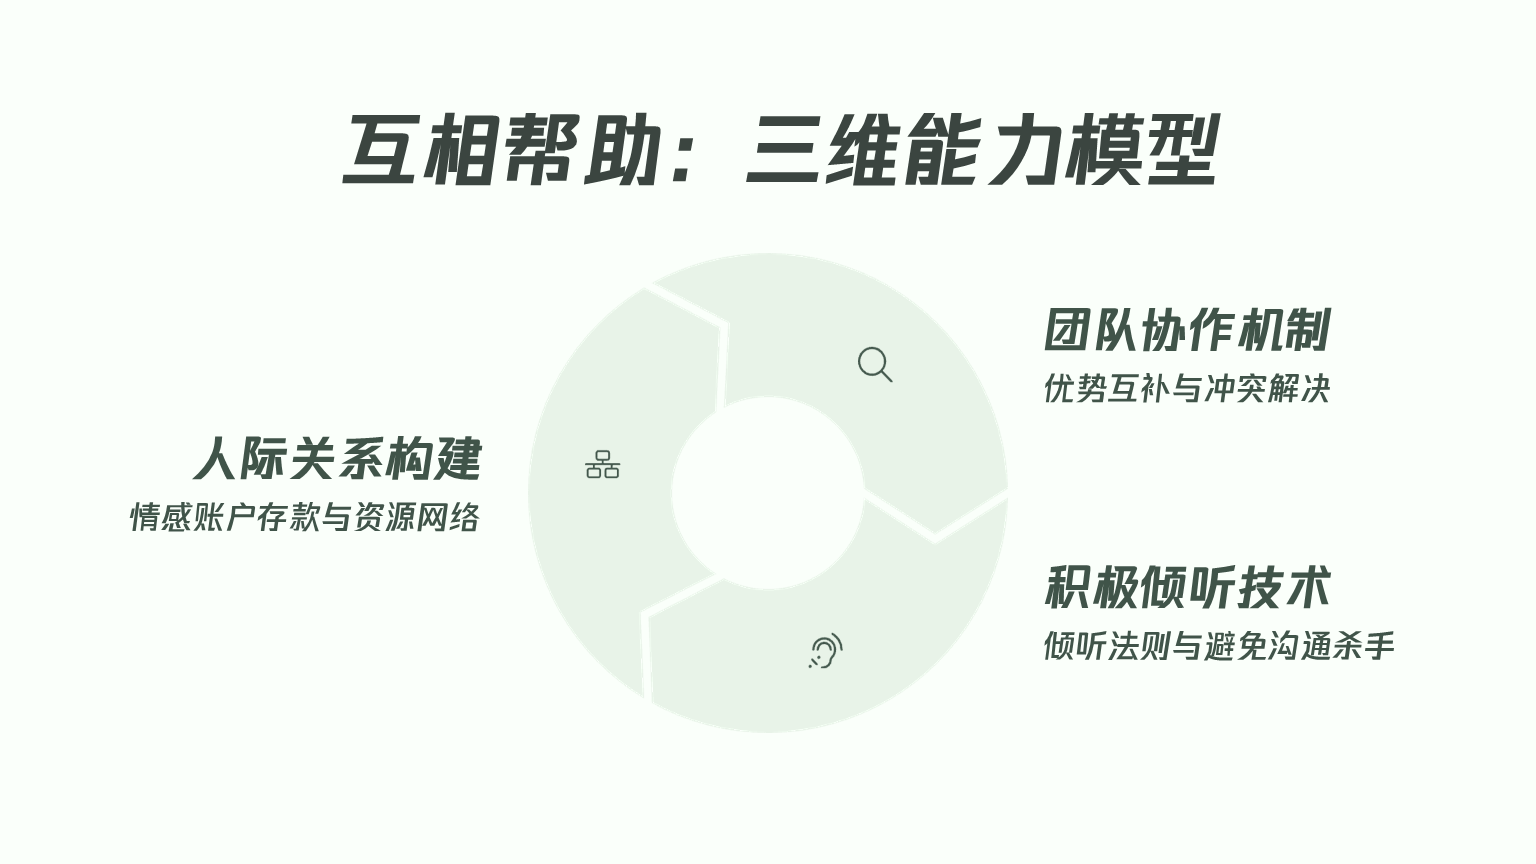 互相帮助：三维能力模型
团队协作机制
优势互补与冲突解决
人际关系构建
情感账户存款与资源网络
积极倾听技术
倾听法则与避免沟通杀手